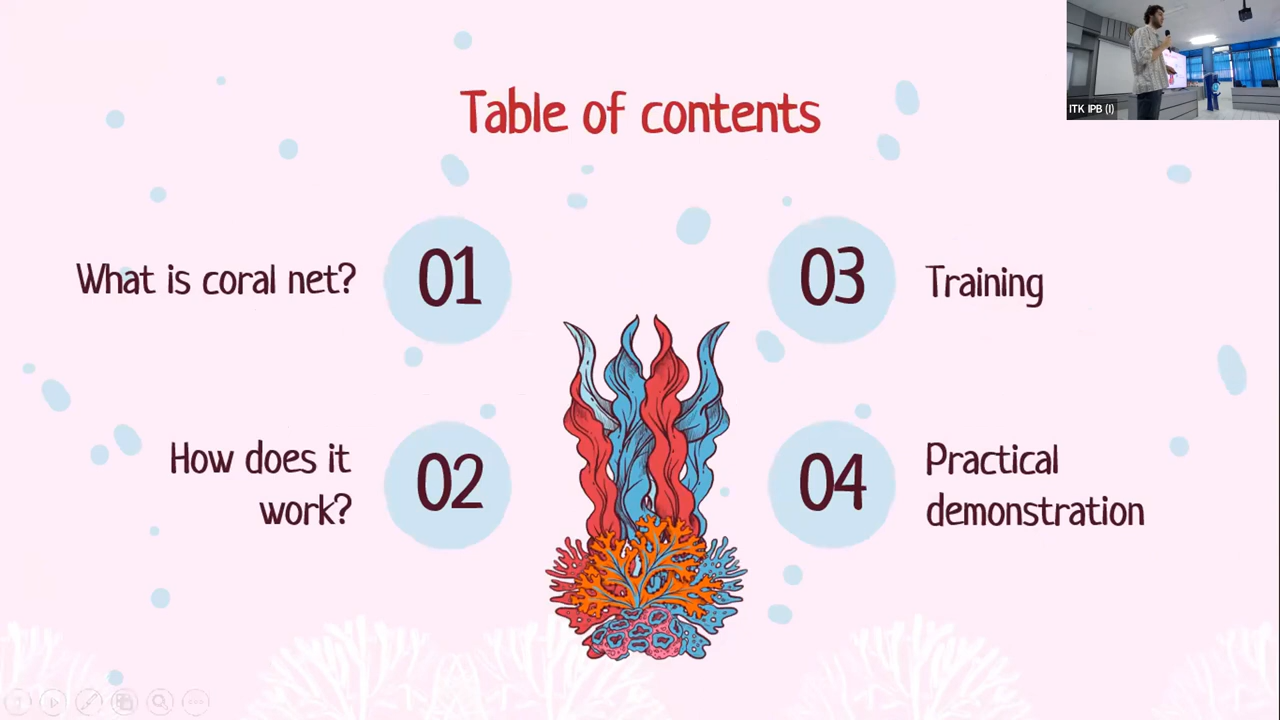 Table of contents
ITK IPB (I)
What is coral net?
01
How does it
work?
02
03
Training
04
Practical
demonstration